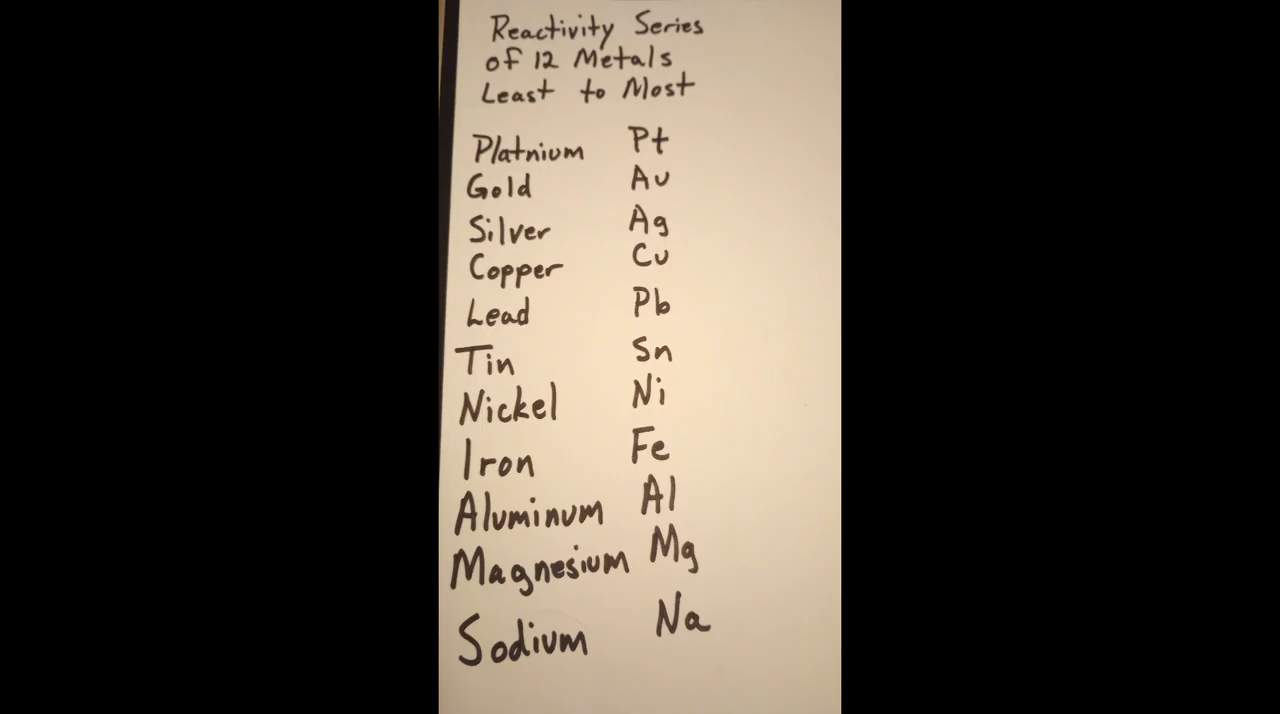 Reactivity Series
of 12 Metals
Least to Most
Platnium Pt
Gold Au
Silver Ag
Copper Cu
Lead Pb
Tin Sn
Nickel Ni
Iron Fe
Aluminum Al
Magnesium Mg
Sodium Na